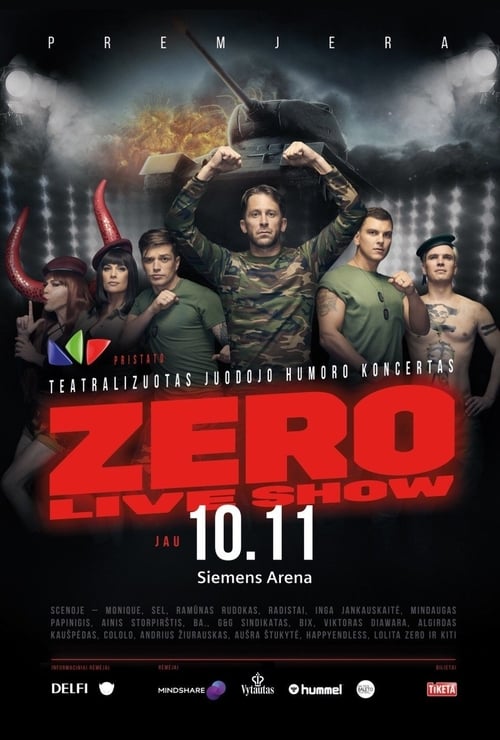 PREMJERA
PRISTATO
TEATRALIZUOTAS JUODOJO HUMORO KONCERTAS
ZERO
LIVE SHOW
JAU 10.11
Siemens Arena
SCENOJE – MONIQUE, SEL, RAMŪNAS RUDOKAS, RADISTAI, INGA JANKAUSKAITĖ, MINDAUGAS
PAPINIGIS, AINIS STORPIRŠTIS, BA., G&G SINDIKATAS, BIX, VIKTORAS DIAWARA, ALGIRDAS
KAUŠPĖDAS, COLOLO, ANDRIUS ŽIURAUSKAS, AUŠRA ŠTUKYTĖ, HAPPYENDLESS, LOLITA ZERO IR KITI
INFORMACINIAI RĖMĖJAI RĖMĖJAI BILIETAI
DELFI MINDSHARE Vytautas hummel TIKETA